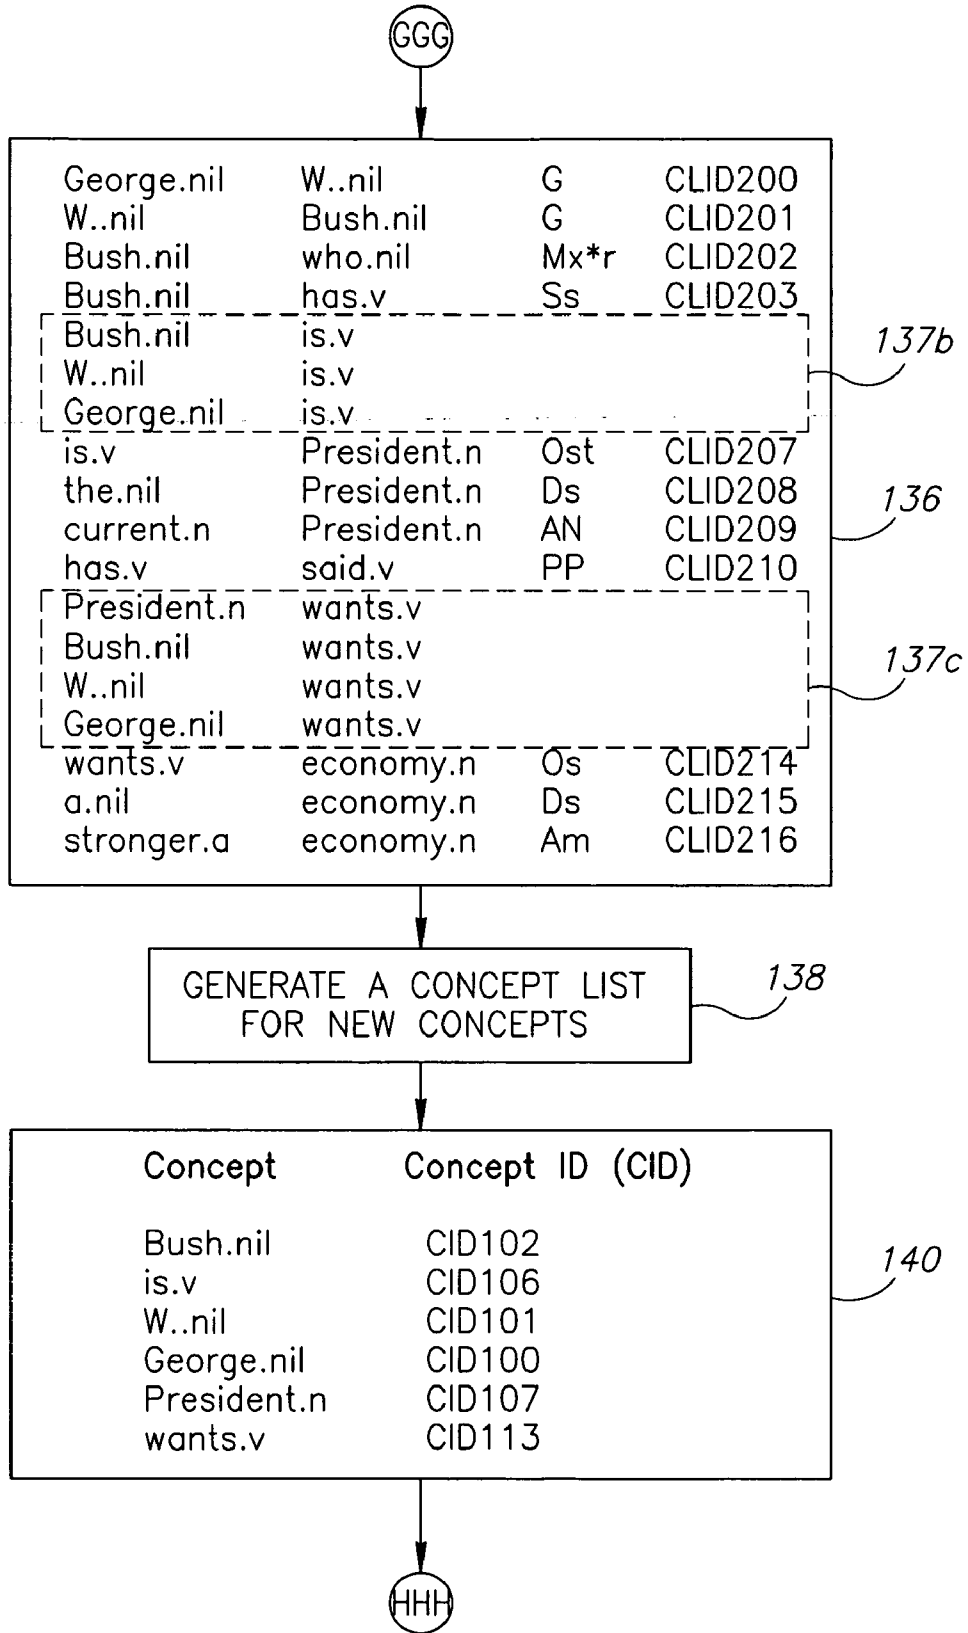 GGG
George.nil W..nil G CLID200
W..nil Bush.nil G CLID201
Bush.nil who.nil Mx*r CLID202
Bush.nil has.v Ss CLID203
Bush.nil is.v
137b
W..nil is.v
George.nil is.v
is.v President.n Ost CLID207
the.nil President.n Ds CLID208
136
current.n President.n AN CLID209
has.v said.v PP CLID210
President.n wants.v
Bush.nil wants.v
137c
W..nil wants.v
George.nil wants.v
wants.v economy.n Os CLID214
a.nil economy.n Ds CLID215
stronger.a economy.n Am CLID216
GENERATE A CONCEPT LIST
FOR NEW CONCEPTS
138
Concept Concept ID (CID)
Bush.nil CID102
140
is.v CID106
W..nil CID101
George.nil CID100
President.n CID107
wants.v CID113
HHH